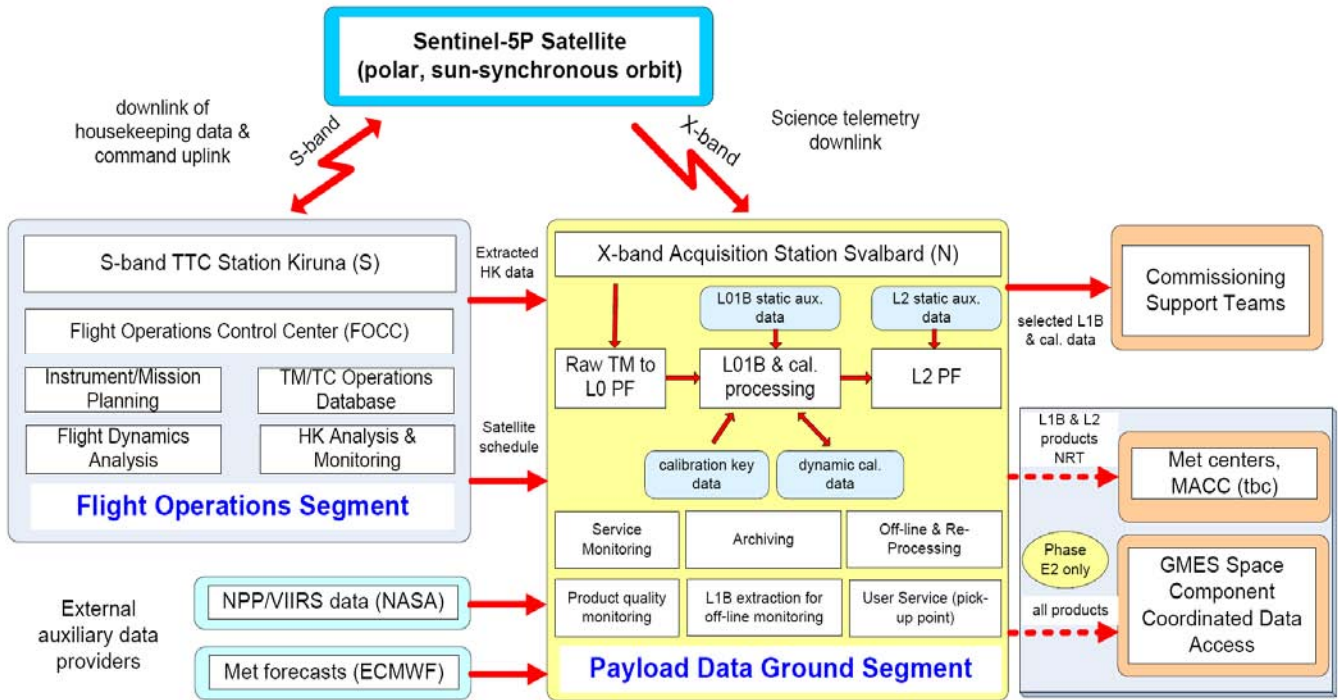 Sentinel-5P Satellite
(polar, sun-synchronous orbit)
downlink of
housekeeping data &
command uplink
S-band
X-band
Science telemetry
downlink
S-band TTC Station Kiruna (S)
Flight Operations Control Center (FOCC)
Instrument/Mission
Planning
TM/TC Operations
Database
Flight Dynamics
Analysis
HK Analysis &
Monitoring
Flight Operations Segment
Extracted
HK data
Satellite
schedule
X-band Acquisition Station Svalbard (N)
L01B static aux.
data
L2 static aux.
data
Raw TM to
L0 PF
L01B & cal.
processing
L2 PF
calibration key
data
dynamic cal.
data
Service
Monitoring
Archiving
Off-line & Re-
Processing
Product quality
monitoring
L1B extraction for
off-line monitoring
User Service (pick-
up point)
Payload Data Ground Segment
External
auxiliary data
providers
NPP/VIIRS data (NASA)
Met forecasts (ECMWF)
Commissioning
Support Teams
selected L1B
& cal. data
L1B & L2
products
NRT
Met centers,
MACC (tbc)
Phase
E2 only
all products
GMES Space
Component
Coordinated Data
Access